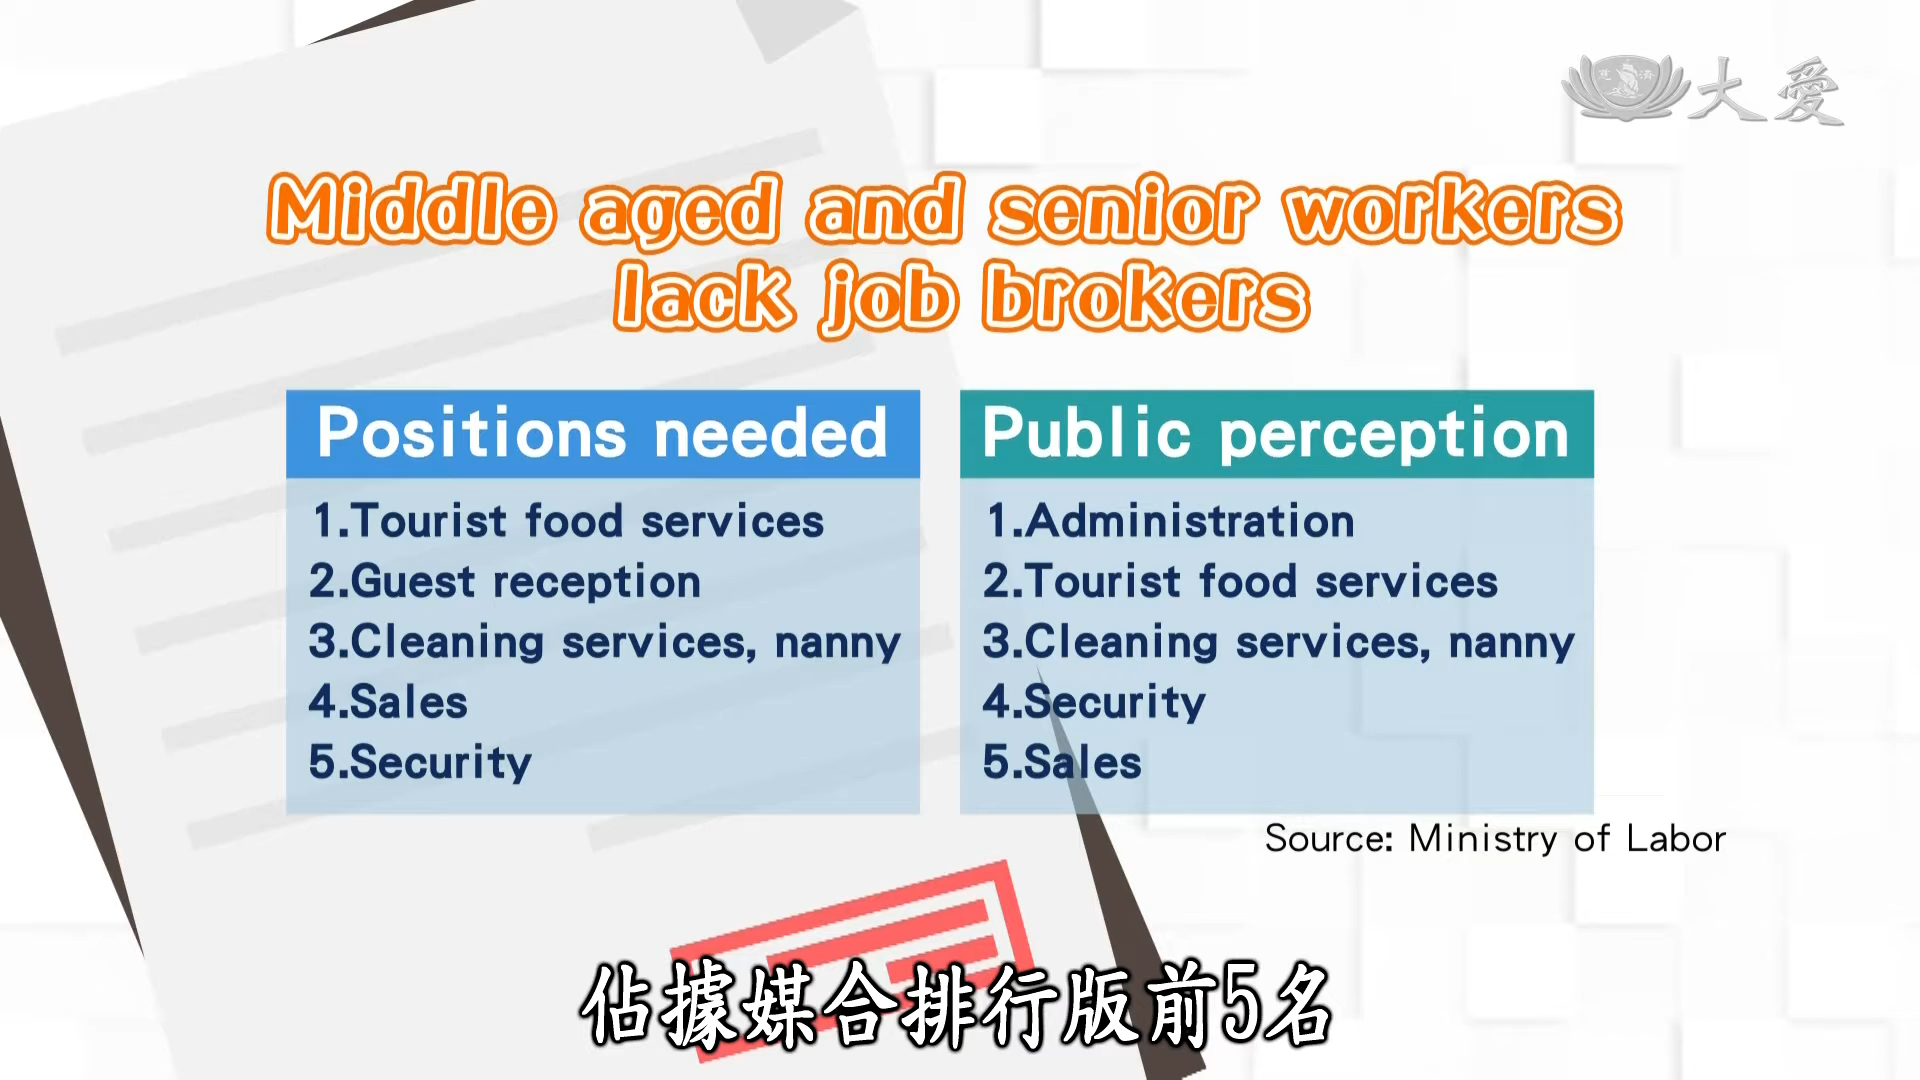 大愛
Middle aged and senior workers
lack job brokers
Positions needed
1.Tourist food services
2.Guest reception
3.Cleaning services, nanny
4.Sales
5.Security
Public perception
1.Administration
2.Tourist food services
3.Cleaning services, nanny
4.Security
5.Sales
Source: Ministry of Labor
佔據媒合排行版前5名